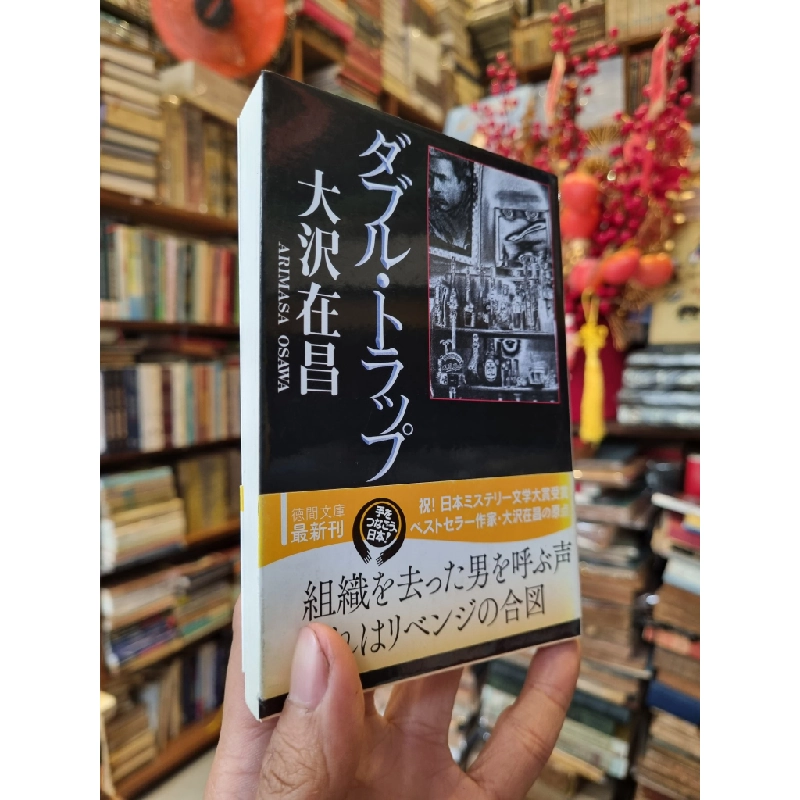 ダブル・トラップ
大沢在昌
ARIMASA OSAWA
徳間文庫
最新刊
手を
つなごう、
日本!
祝!日本ミステリー文学大賞受賞
ベストセラー作家・大沢在昌の原点
組織を去った男を呼ぶ声
れはリベンジの合図